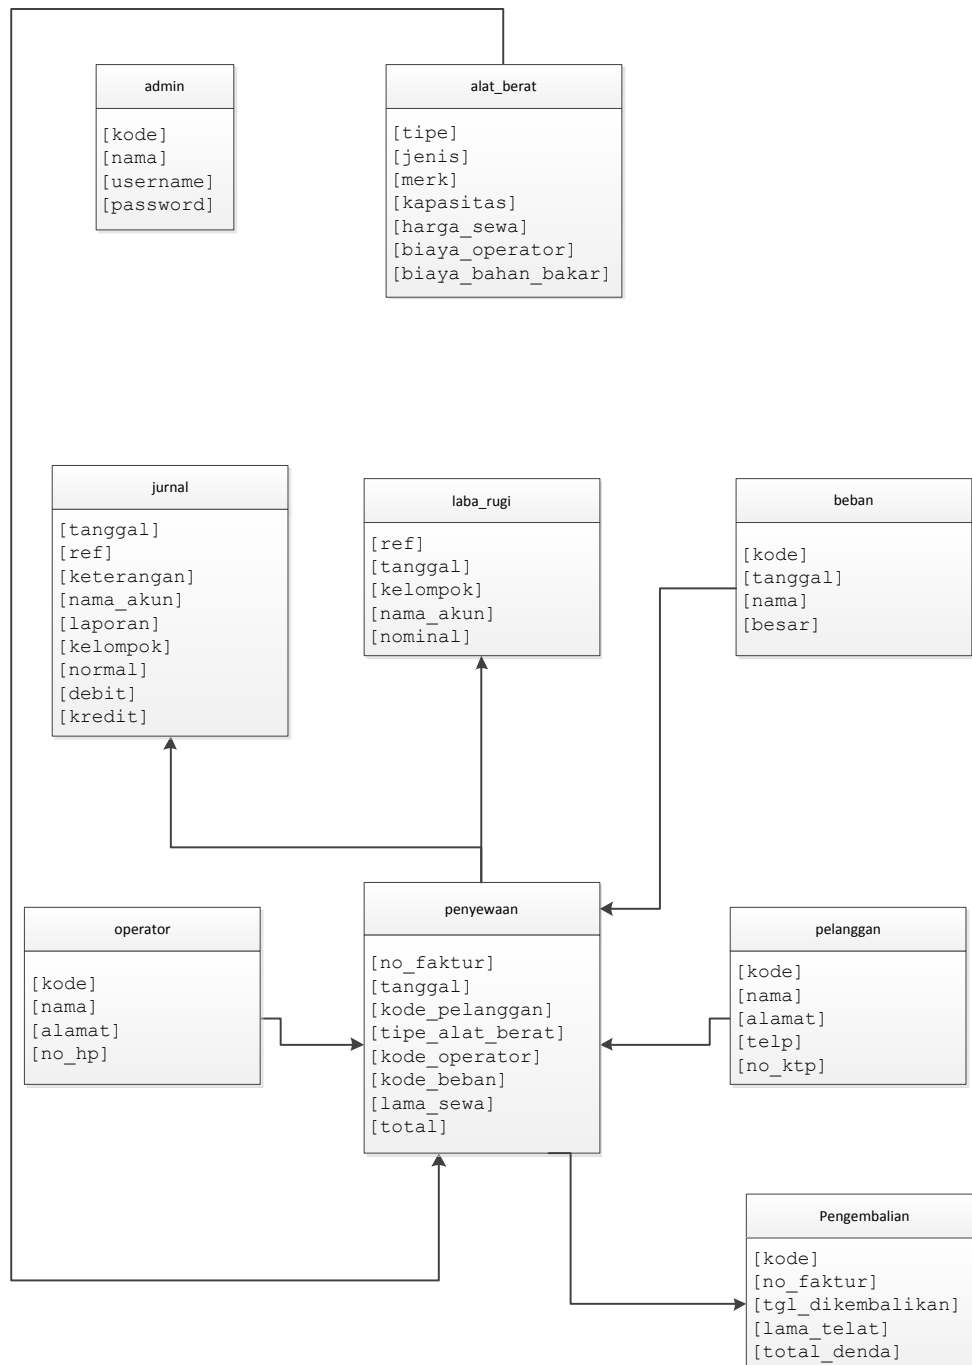 admin
[kode]
[nama]
[username]
[password]
alat_berat
[tipe]
[jenis]
[merk]
[kapasitas]
[harga_sewa]
[biaya_operator]
[biaya_bahan_bakar]
jurnal
[tanggal]
[ref]
[keterangan]
[nama_akun]
[laporan]
[kelompok]
[normal]
[debit]
[kredit]
laba_rugi
[ref]
[tanggal]
[kelompok]
[nama_akun]
[nominal]
beban
[kode]
[tanggal]
[nama]
[besar]
operator
[kode]
[nama]
[alamat]
[no_hp]
penyewaan
[no_faktur]
[tanggal]
[kode_pelanggan]
[tipe_alat_berat]
[kode_operator]
[kode_beban]
[lama_sewa]
[total]
pelanggan
[kode]
[nama]
[alamat]
[telp]
[no_ktp]
Pengembalian
[kode]
[no_faktur]
[tgl_dikembalikan]
[lama_telat]
[total_denda]